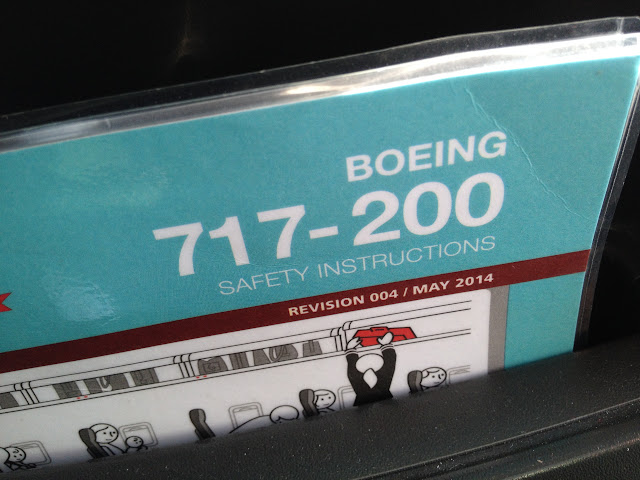 BOEING
717-200
SAFETY INSTRUCTIONS
REVISION 004 / MAY 2014